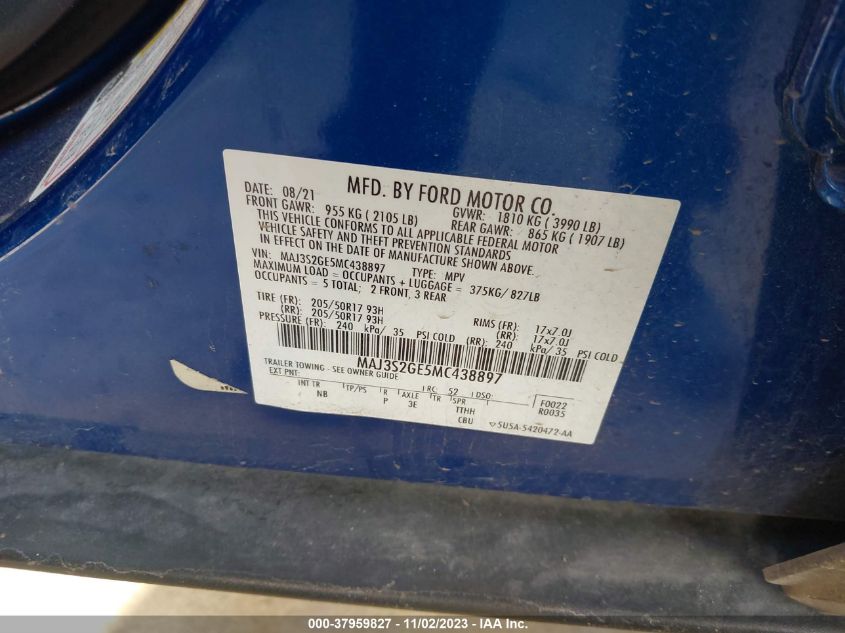 MFD. BY FORD MOTOR CO.
DATE: 08/21
GVWR: 1810 KG ( 3990 LB)
FRONT GAWR: 955 KG ( 2105 LB)
REAR GAWR: 865 KG ( 1907 LB)
THIS VEHICLE CONFORMS TO ALL APPLICABLE FEDERAL MOTOR
VEHICLE SAFETY AND THEFT PREVENTION STANDARDS
IN EFFECT ON THE DATE OF MANUFACTURE SHOWN ABOVE.
VIN: MAJ3S2GE5MC438897 TYPE: MPV
MAXIMUM LOAD = OCCUPANTS + LUGGAGE = 375KG/ 827LB
OCCUPANTS = 5 TOTAL; 2 FRONT, 3 REAR
TIRE (FR): 205/50R17 93H RIMS (FR): 17x7.0J
(RR): 205/50R17 93H (RR): 17x7.0J
PRESSURE (FR): 240 kPa/ 35 PSI COLD (RR): 240 kPa/ 35 PSI COLD
MAJ3S2GE5MC438897
TRAILER TOWING - SEE OWNER GUIDE
EXT PNT: RC: 52 DSO:
INT TR TP/PS R AXLE TR SPR F0022
NB P 3E TTHH R0035
CBU 5U5A-5420472-AA
000-37959827 - 11/02/2023 - IAA Inc.